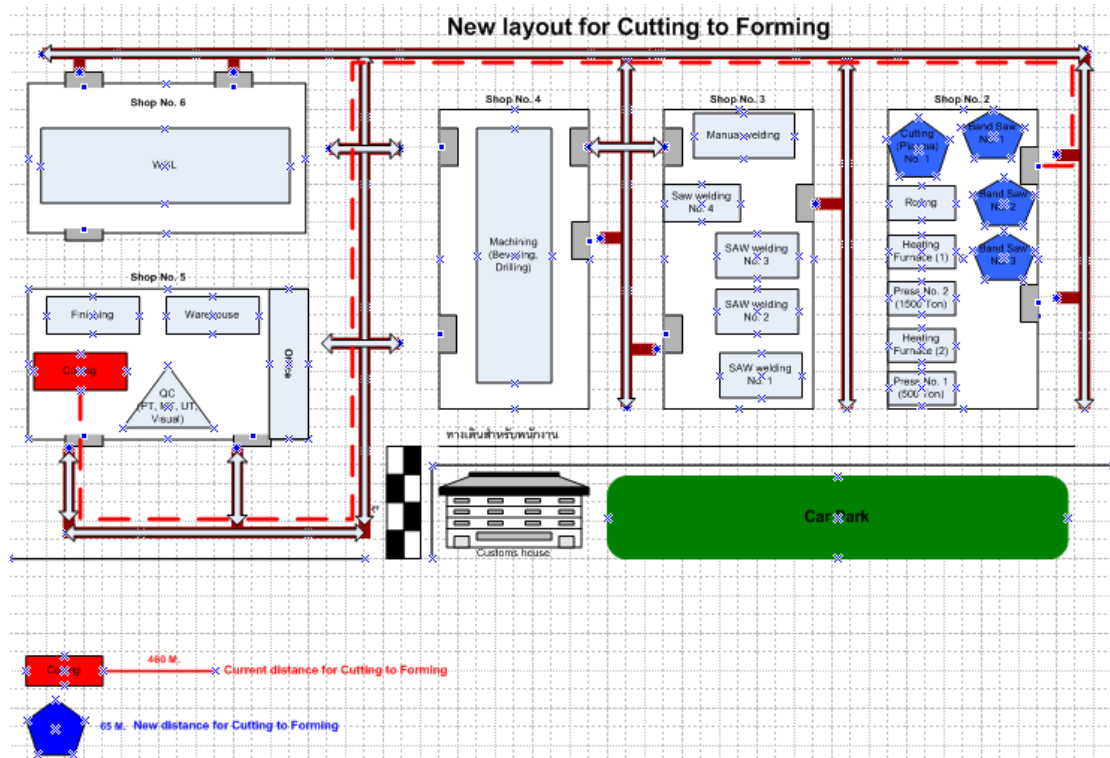 New layout for Cutting to Forming
Shop No. 6
Shop No. 4
Shop No. 3
Shop No. 2
Manual welding
Cutting
(Plasma)
No. 1
Band Saw
No. 1
Saw welding
No. 4
Band Saw
No. 2
Machining
(Beveling,
Drilling)
SAW welding
No. 3
Heating
Furnace (1)
Band Saw
No. 3
Shop No. 5
Finishing
Warehouse
Office
SAW welding
No. 2
Press No. 2
(1500 Ton)
Cutting
QC
(PT, MT, UT,
Visual)
SAW welding
No. 1
Heating
Furnace (2)
Press No. 1
(500 Ton)
ทางเดินสำหรับพนักงาน
Customs house
Car Park
460 M.
Cutting
Current distance for Cutting to Forming
65 M. New distance for Cutting to Forming